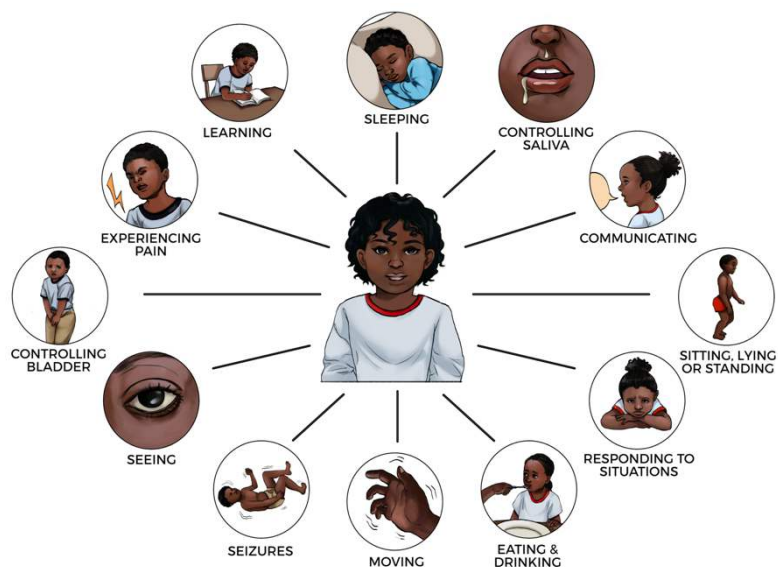 LEARNING
SLEEPING
CONTROLLING
SALIVA
COMMUNICATING
EXPERIENCING
PAIN
CONTROLLING
BLADDER
SITTING, LYING
OR STANDING
SEEING
RESPONDING TO
SITUATIONS
SEIZURES
MOVING
EATING &
DRINKING